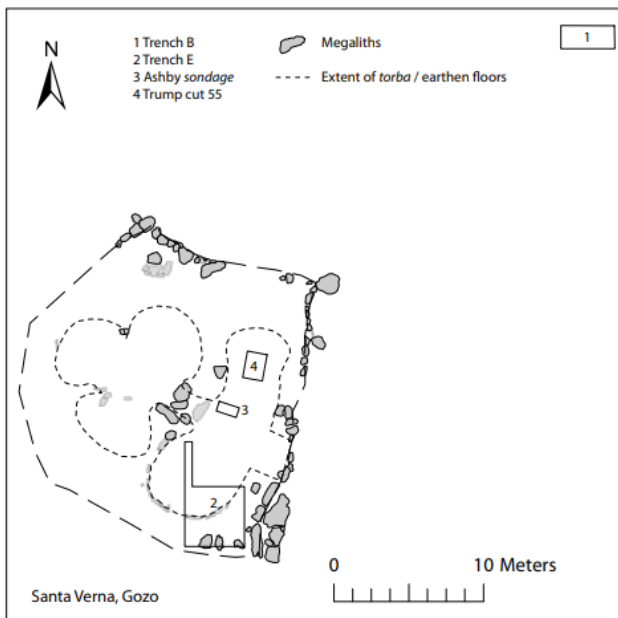 N
1 Trench B
2 Trench E
3 Ashby sondage
4 Trump cut 55
Megaliths
Extent of torba / earthen floors
1
4
3
2
0 10 Meters
Santa Verna, Gozo